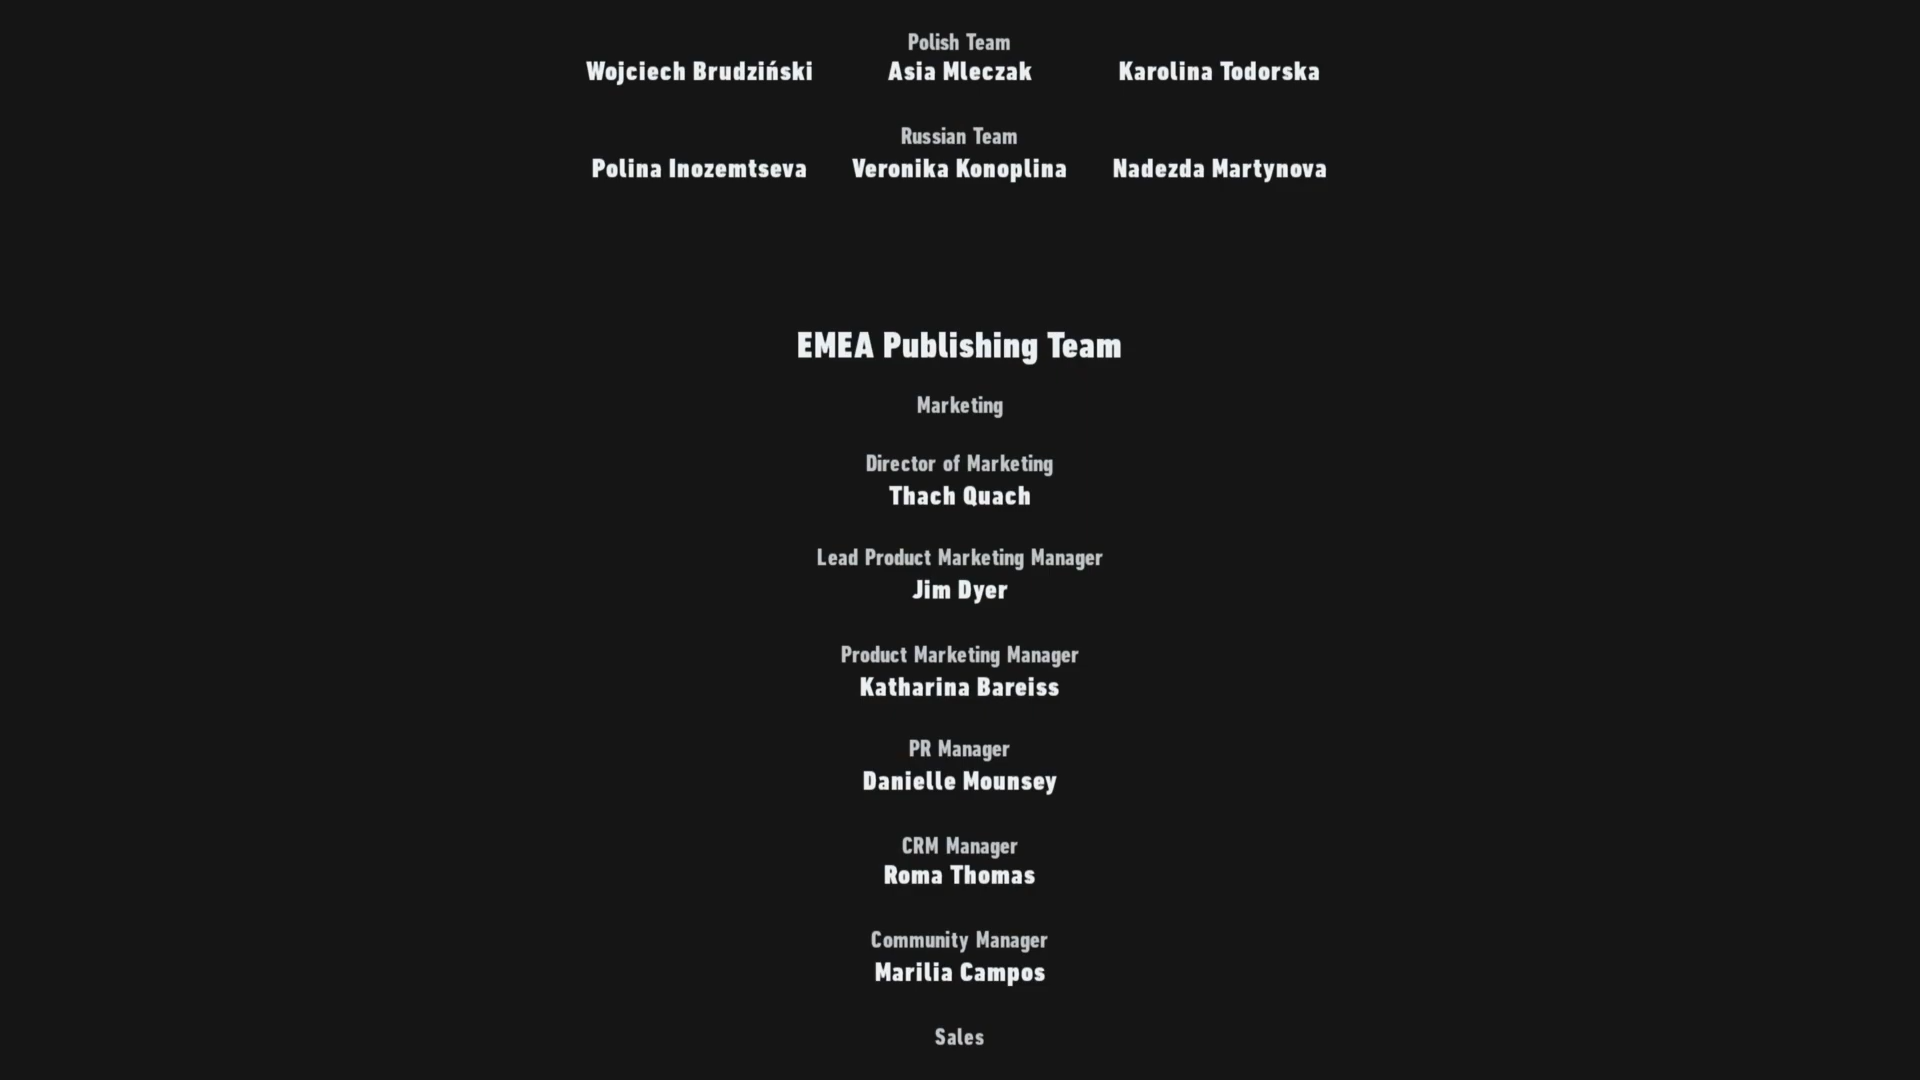 Polish Team
Wojciech Brudziński Asia Mleczak Karolina Todorska
Russian Team
Polina Inozemtseva Veronika Konoplina Nadezda Martynova
EMEA Publishing Team
Marketing
Director of Marketing
Thach Quach
Lead Product Marketing Manager
Jim Dyer
Product Marketing Manager
Katharina Bareiss
PR Manager
Danielle Mounsey
CRM Manager
Roma Thomas
Community Manager
Marilia Campos
Sales